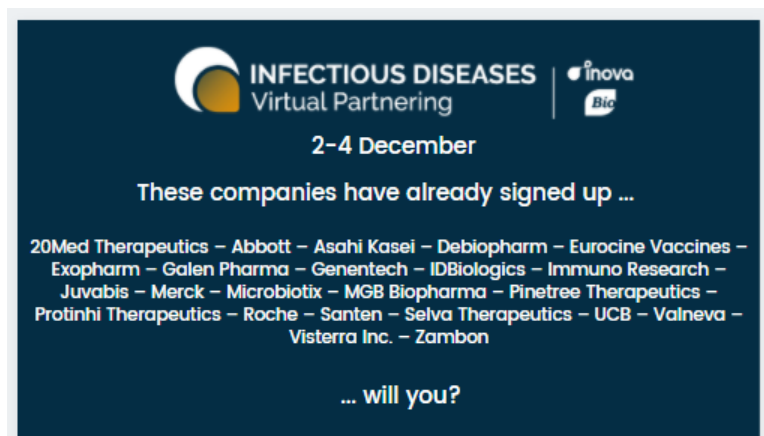 INFECTIOUS DISEASES
Virtual Partnering
inova
Bio
2-4 December
These companies have already signed up ...
20Med Therapeutics – Abbott – Asahi Kasei – Debiopharm – Eurocine Vaccines –
Exopharm – Galen Pharma – Genentech – IDBiologics – Immuno Research –
Juvabis – Merck – Microbiotix – MGB Biopharma – Pinetree Therapeutics –
Protinhi Therapeutics – Roche – Santen – Selva Therapeutics – UCB – Valneva –
Visterra Inc. – Zambon
... will you?